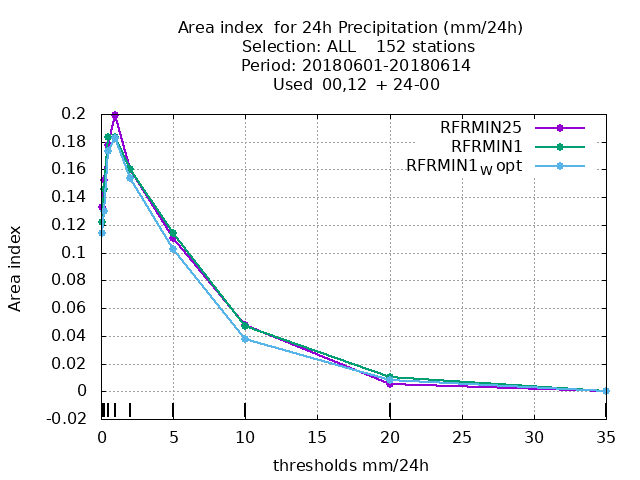 Area index  for 24h Precipitation (mm/24h)
Selection: ALL    152 stations
Period: 20180601-20180614
Used  00,12  + 24-00
RFRMIN25
RFRMIN1
RFRMIN1W opt
0.2
0.18
0.16
0.14
0.12
0.1
0.08
0.06
0.04
0.02
0
-0.02
Area index
0 5 10 15 20 25 30 35
thresholds mm/24h